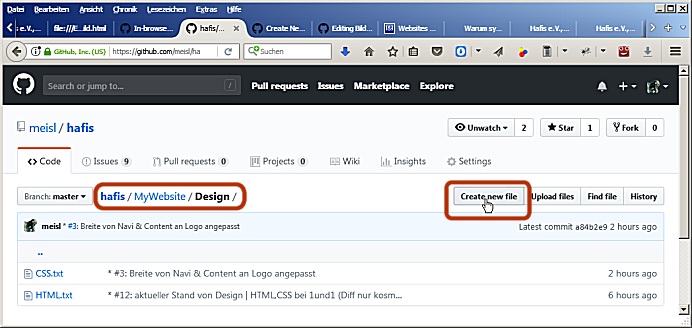 Datei Bearbeiten Ansicht Chronik Lesezeichen Extras Hilfe
s e.V.,... file:///E...ild.html In-browse... hafis/... Create Ne... Editing Bild... Websites Warum sy... Hafis e.V.,... Hafis e.V.,... Hafis e.V.,...
GitHub, Inc. (US) https://github.com/meisl/ha Suchen
Search or jump to... / Pull requests Issues Marketplace Explore
meisl / hafis Unwatch 2 Star 1 Fork 0
Code Issues 9 Pull requests 0 Projects 0 Wiki Insights Settings
Branch: master hafis / MyWebsite / Design / Create new file Upload files Find file History
meisl * #3: Breite von Navi & Content an Logo angepasst Latest commit a84b2e9 2 hours ago
..
CSS.txt * #3: Breite von Navi & Content an Logo angepasst 2 hours ago
HTML.txt * #12: aktueller Stand von Design | HTML,CSS bei 1und1 (Diff nur kosm... 6 hours ago